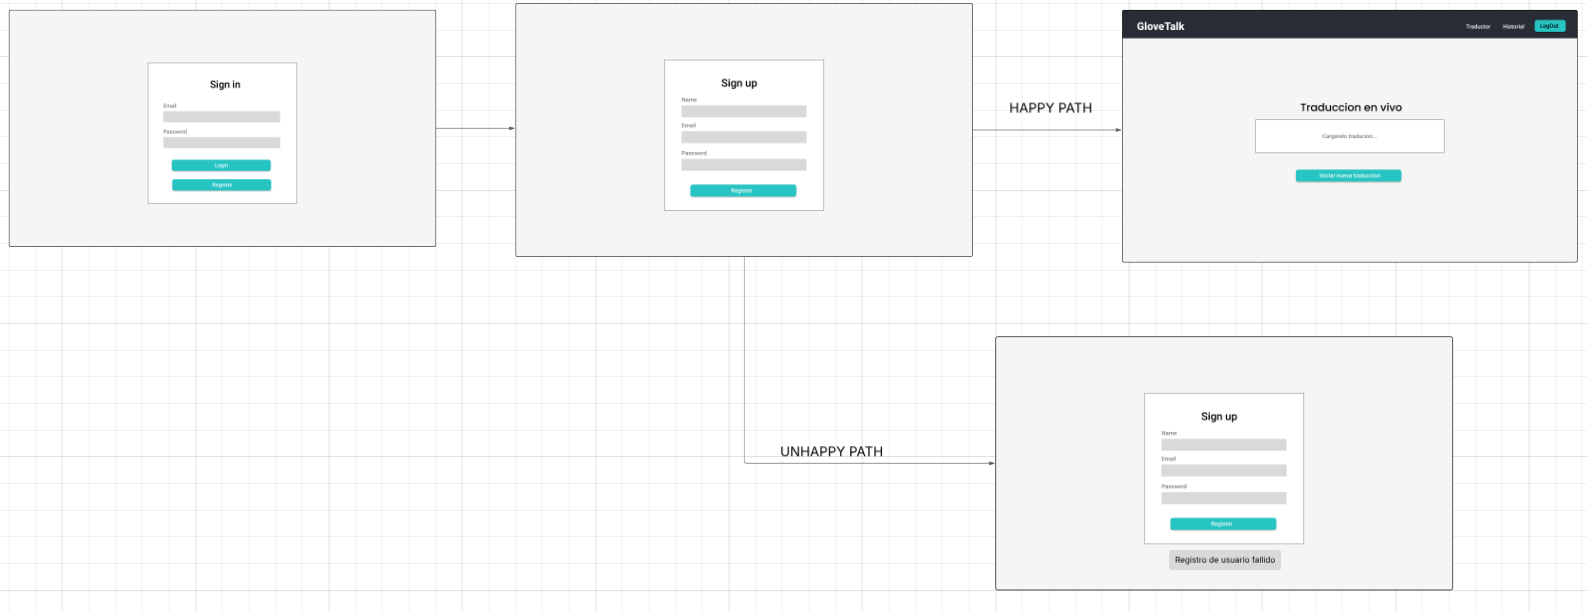 Sign in
Email
Password
Login
Register
Sign up
Name
Email
Password
Register
HAPPY PATH
GloveTalk
Traductor
Historial
LogOut
Traduccion en vivo
Cargando traducion...
Iniciar nueva traduccion
UNHAPPY PATH
Sign up
Name
Email
Password
Register
Registro de usuario fallido